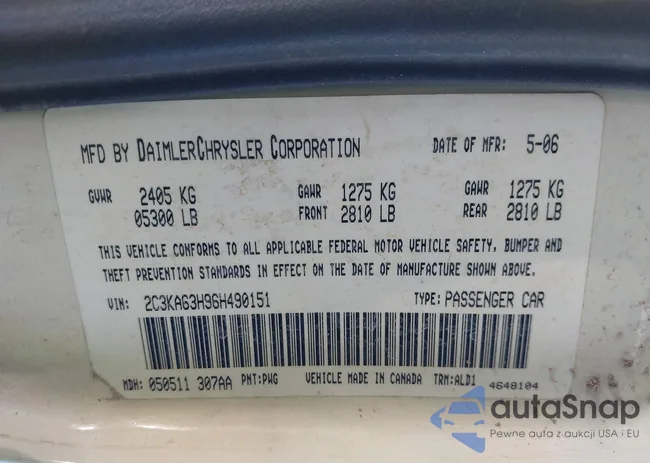 MFD BY DAIMLERCHRYSLER CORPORATION DATE OF MFR: 5-06
GVWR 2405 KG GAWR 1275 KG GAWR 1275 KG
05300 LB FRONT 2810 LB REAR 2810 LB
THIS VEHICLE CONFORMS TO ALL APPLICABLE FEDERAL MOTOR VEHICLE SAFETY, BUMPER AND
THEFT PREVENTION STANDARDS IN EFFECT ON THE DATE OF MANUFACTURE SHOWN ABOVE.
VIN: 2C3KA63H96H490151 TYPE: PASSENGER CAR
MDH: 050511 307AA PNT: PWG VEHICLE MADE IN CANADA TRM: ALD1 4648104
autaSnap
Pewne auta z aukcji USA i EU